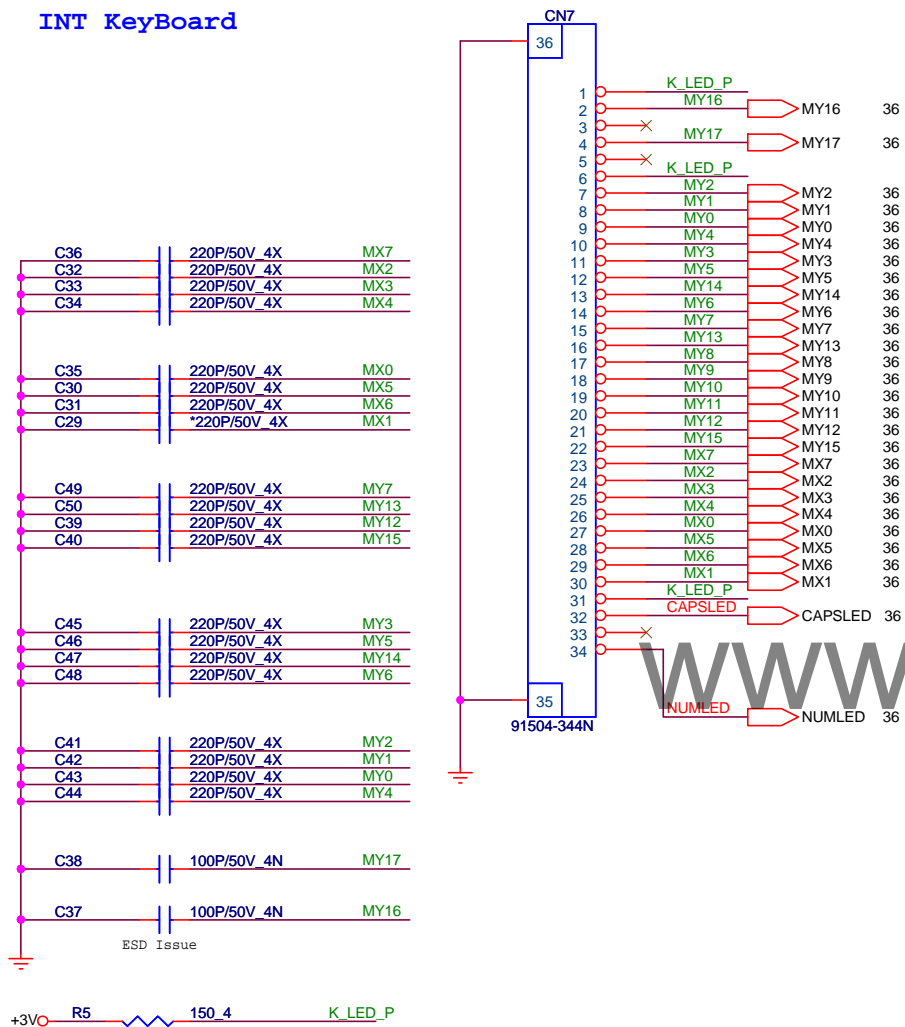 INT KeyBoard
CN7
36
1 K_LED_P
2 MY16 MY16 36
3
4 MY17 MY17 36
5
6 K_LED_P
7 MY2 MY2 36
8 MY1 MY1 36
9 MY0 MY0 36
10 MY4 MY4 36
11 MY3 MY3 36
12 MY5 MY5 36
13 MY14 MY14 36
14 MY6 MY6 36
15 MY7 MY7 36
16 MY13 MY13 36
17 MY8 MY8 36
18 MY9 MY9 36
19 MY10 MY10 36
20 MY11 MY11 36
21 MY12 MY12 36
22 MY15 MY15 36
23 MX7 MX7 36
24 MX2 MX2 36
25 MX3 MX3 36
26 MX4 MX4 36
27 MX0 MX0 36
28 MX5 MX5 36
29 MX6 MX6 36
30 MX1 MX1 36
31 K_LED_P
32 CAPSLED CAPSLED 36
33
34
NUMLED NUMLED 36
35
91504-344N
www
C36 220P/50V_4X MX7
C32 220P/50V_4X MX2
C33 220P/50V_4X MX3
C34 220P/50V_4X MX4
C35 220P/50V_4X MX0
C30 220P/50V_4X MX5
C31 220P/50V_4X MX6
C29 *220P/50V_4X MX1
C49 220P/50V_4X MY7
C50 220P/50V_4X MY13
C39 220P/50V_4X MY12
C40 220P/50V_4X MY15
C45 220P/50V_4X MY3
C46 220P/50V_4X MY5
C47 220P/50V_4X MY14
C48 220P/50V_4X MY6
C41 220P/50V_4X MY2
C42 220P/50V_4X MY1
C43 220P/50V_4X MY0
C44 220P/50V_4X MY4
C38 100P/50V_4N MY17
C37 100P/50V_4N MY16
ESD Issue
+3V R5 150_4 K_LED_P